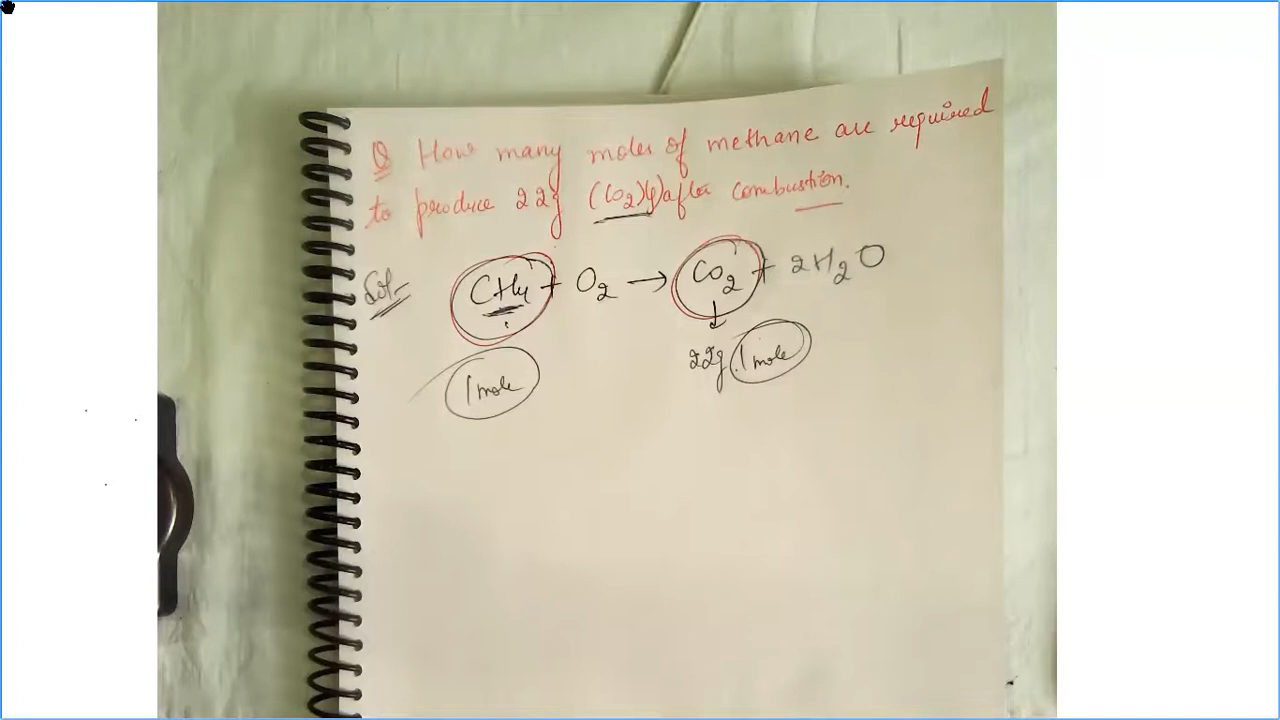 Q How many moles of methane are required
to produce 22g (CO2)(g) after combustion.
Sol-
CH4 + O2 → CO2 + 2H2O
22g 1 mole
1 mole